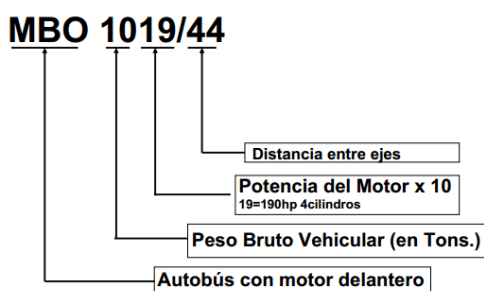 MBO 1019/44
Distancia entre ejes
Potencia del Motor x 10
19=190hp 4cilindros
Peso Bruto Vehicular (en Tons.)
Autobús con motor delantero